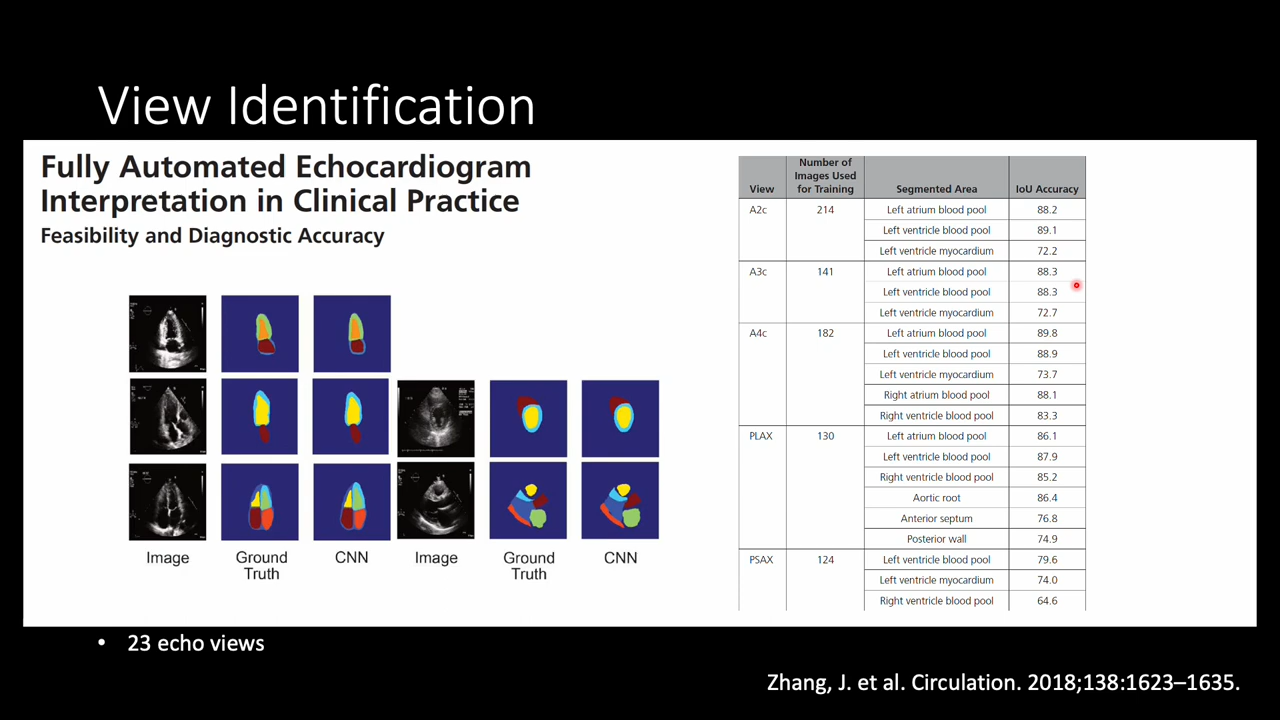 View Identification
Fully Automated Echocardiogram
Interpretation in Clinical Practice
Feasibility and Diagnostic Accuracy
Image
Ground
Truth
CNN
Image
Ground
Truth
CNN
View
Number of
Images Used
for Training
Segmented Area
IoU Accuracy
A2c 214 Left atrium blood pool 88.2
Left ventricle blood pool 89.1
Left ventricle myocardium 72.2
A3c 141 Left atrium blood pool 88.3
Left ventricle blood pool 88.3
Left ventricle myocardium 72.7
A4c 182 Left atrium blood pool 89.8
Left ventricle blood pool 88.9
Left ventricle myocardium 73.7
Right atrium blood pool 88.1
Right ventricle blood pool 83.3
PLAX 130 Left atrium blood pool 86.1
Left ventricle blood pool 87.9
Right ventricle blood pool 85.2
Aortic root 86.4
Anterior septum 76.8
Posterior wall 74.9
PSAX 124 Left ventricle blood pool 79.6
Left ventricle myocardium 74.0
Right ventricle blood pool 64.6
• 23 echo views
Zhang, J. et al. Circulation. 2018;138:1623–1635.